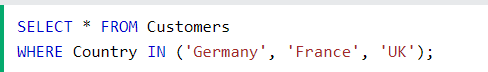 SELECT * FROM Customers
WHERE Country IN ('Germany', 'France', 'UK');